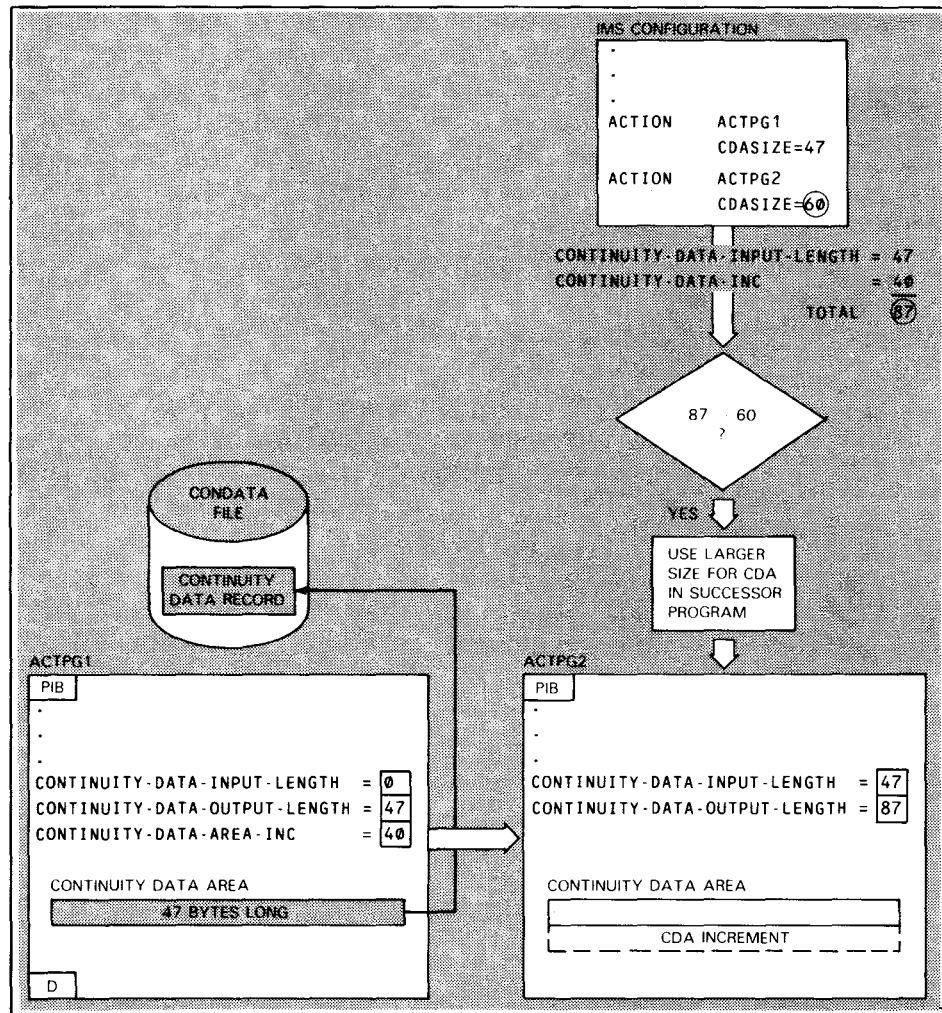 IMS CONFIGURATION
.
.
.
ACTION ACTPG1
CDASIZE=47
ACTION ACTPG2
CDASIZE=60
CONTINUITY-DATA-INPUT-LENGTH = 47
CONTINUITY-DATA-INC = 40
TOTAL 87
87 60
?
YES
USE LARGER
SIZE FOR CDA
IN SUCCESSOR
PROGRAM
CONDATA
FILE
CONTINUITY
DATA RECORD
ACTPG1
PIB
.
.
.
CONTINUITY-DATA-INPUT-LENGTH = 0
CONTINUITY-DATA-OUTPUT-LENGTH = 47
CONTINUITY-DATA-AREA-INC = 40
CONTINUITY DATA AREA
47 BYTES LONG
D
ACTPG2
PIB
.
.
.
CONTINUITY-DATA-INPUT-LENGTH = 47
CONTINUITY-DATA-OUTPUT-LENGTH = 87
CONTINUITY DATA AREA
CDA INCREMENT